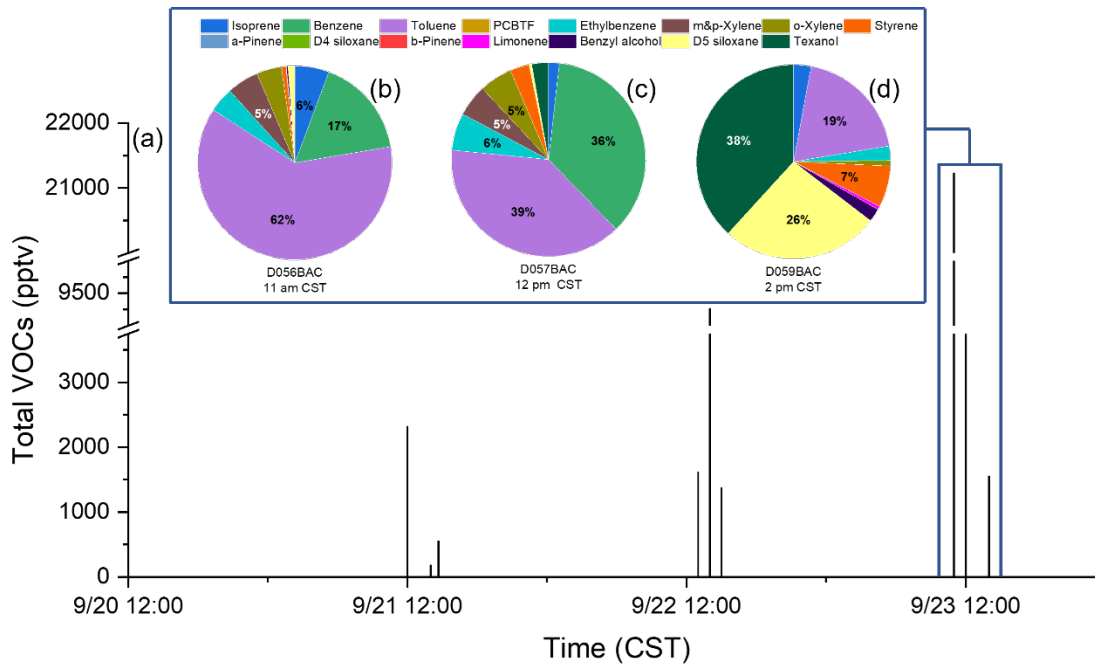 Isoprene Benzene Toluene PCBTF Ethylbenzene m&p-Xylene o-Xylene Styrene
a-Pinene D4 siloxane b-Pinene Limonene Benzyl alcohol D5 siloxane Texanol
(a)
(b)
(c)
(d)
6%
17%
62%
5%
36%
39%
6%
5%
5%
19%
7%
26%
38%
D056BAC
11 am CST
D057BAC
12 pm CST
D059BAC
2 pm CST
Total VOCs (pptv)
22000
21000
9500
3000
2000
1000
0
9/20 12:00 9/21 12:00 9/22 12:00 9/23 12:00
Time (CST)